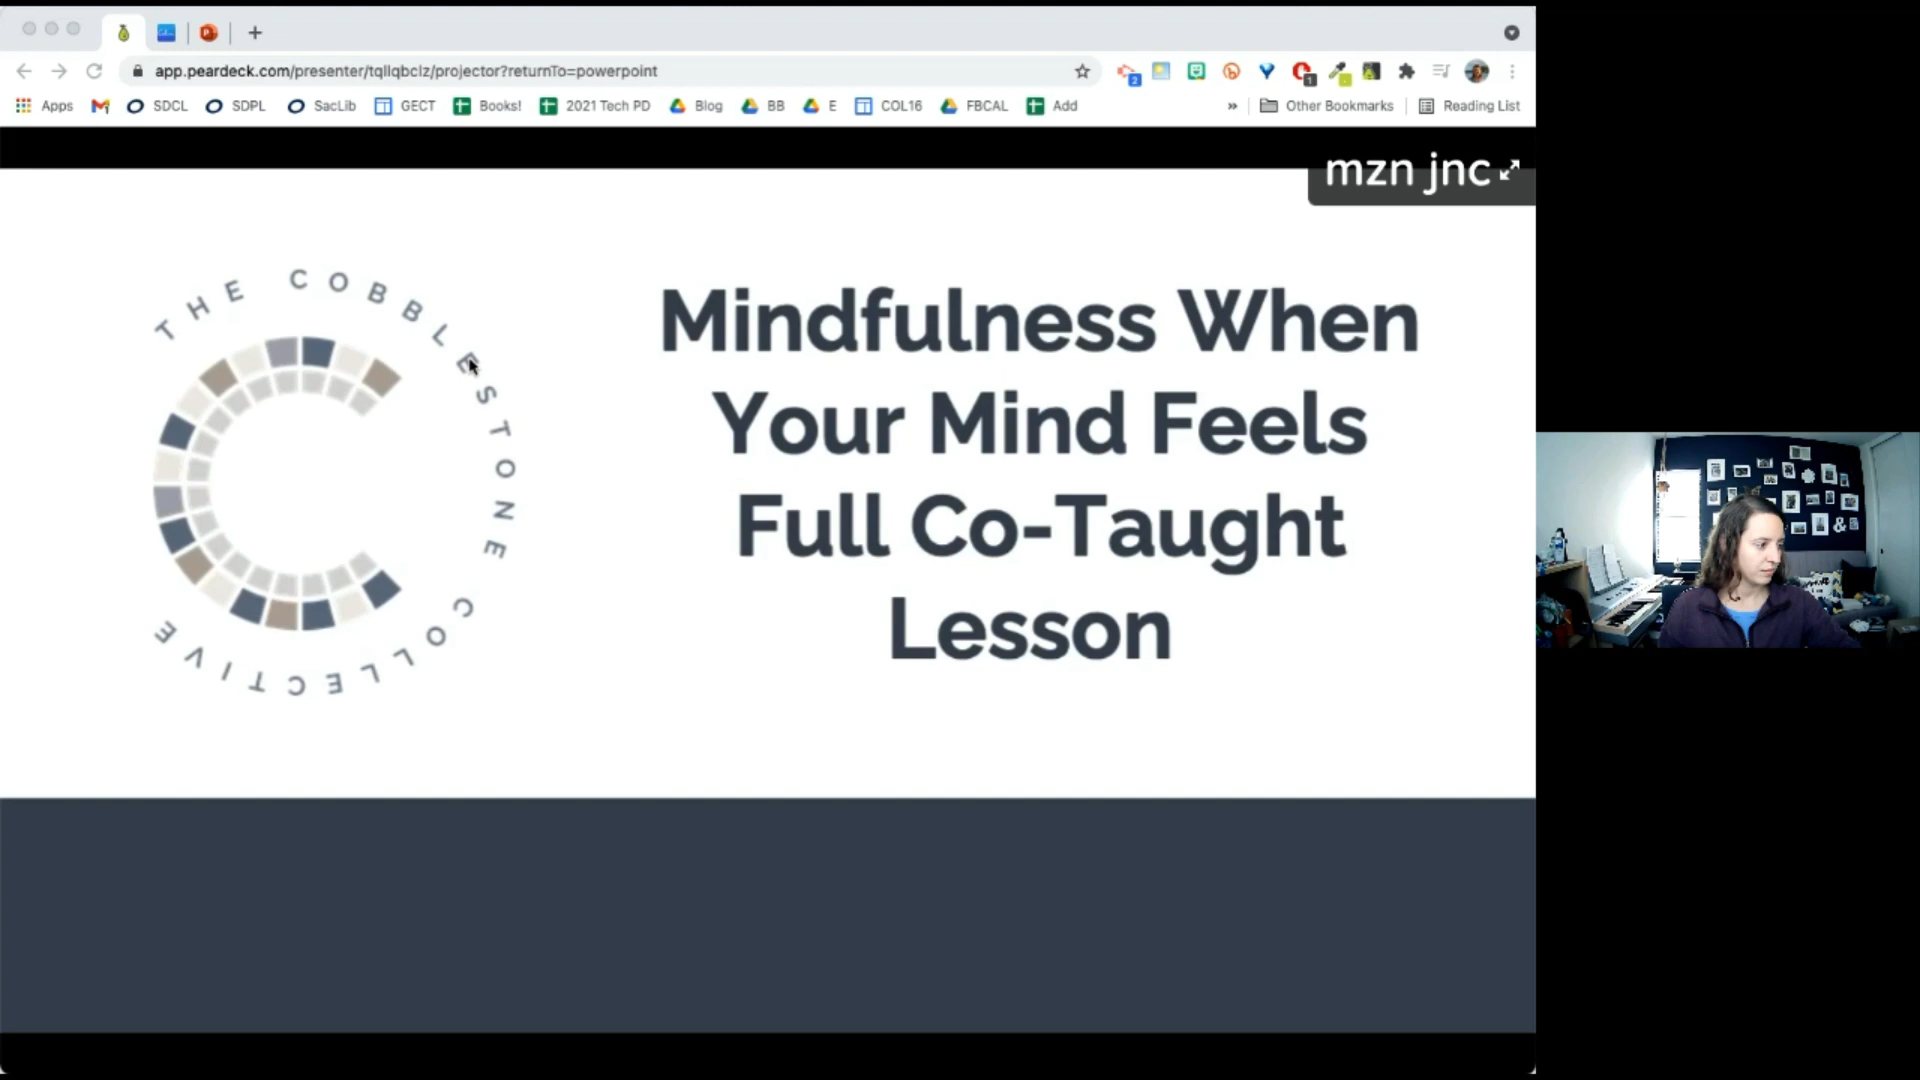 app.peardeck.com/presenter/tqllqbclz/projector?returnTo=powerpoint
Apps SDCL SDPL SacLib GECT Books! 2021 Tech PD Blog BB E COL16 FBCAL Add » Other Bookmarks Reading List
mzn jnc
THE COBBLESTONE COLLECTIVE
Mindfulness When
Your Mind Feels
Full Co-Taught
Lesson